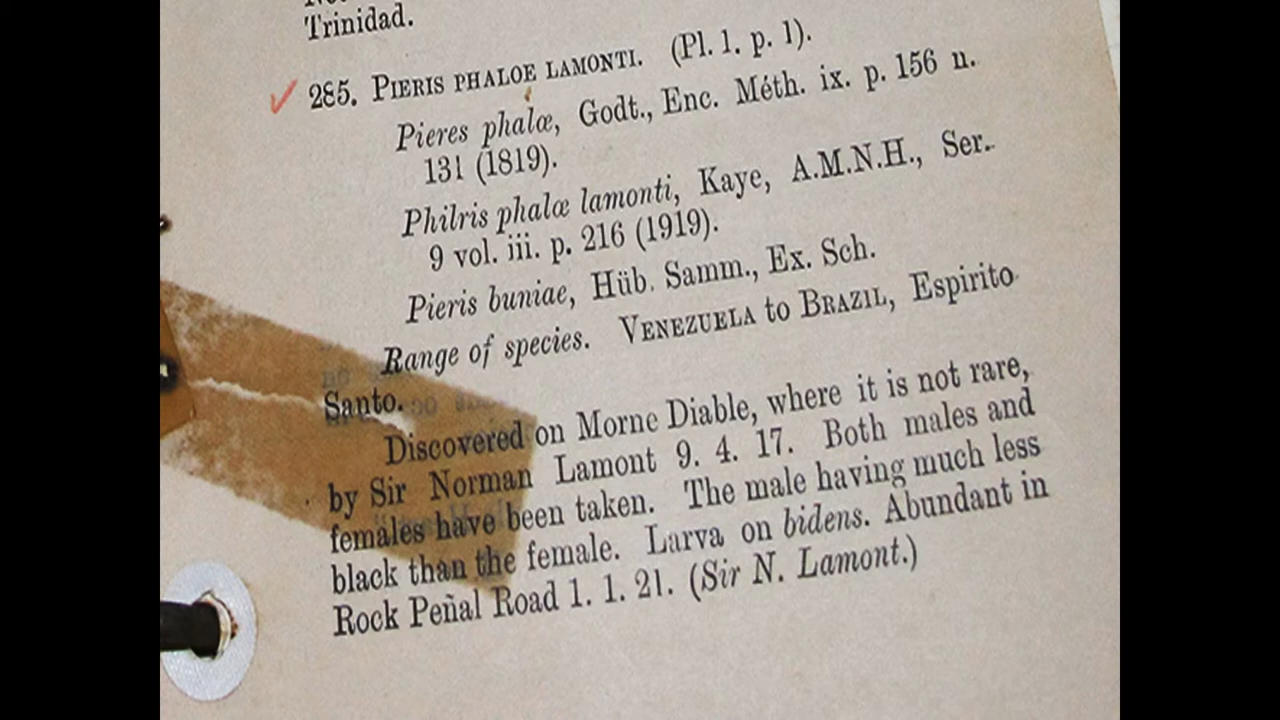 Trinidad.
285. PIERIS PHALOE LAMONTI. (Pl. 1. p. 1).
Pieres phalœ, Godt., Enc. Méth. ix. p. 156 n.
131 (1819).
Philris phalœ lamonti, Kaye, A.M.N.H., Ser.
9 vol. iii. p. 216 (1919).
Pieris buniae, Hüb. Samm., Ex. Sch.
Range of species. VENEZUELA to BRAZIL, Espirito
Santo.
Discovered on Morne Diable, where it is not rare,
by Sir Norman Lamont 9. 4. 17. Both males and
females have been taken. The male having much less
black than the female. Larva on bidens. Abundant in
Rock Peñal Road 1. 1. 21. (Sir N. Lamont.)